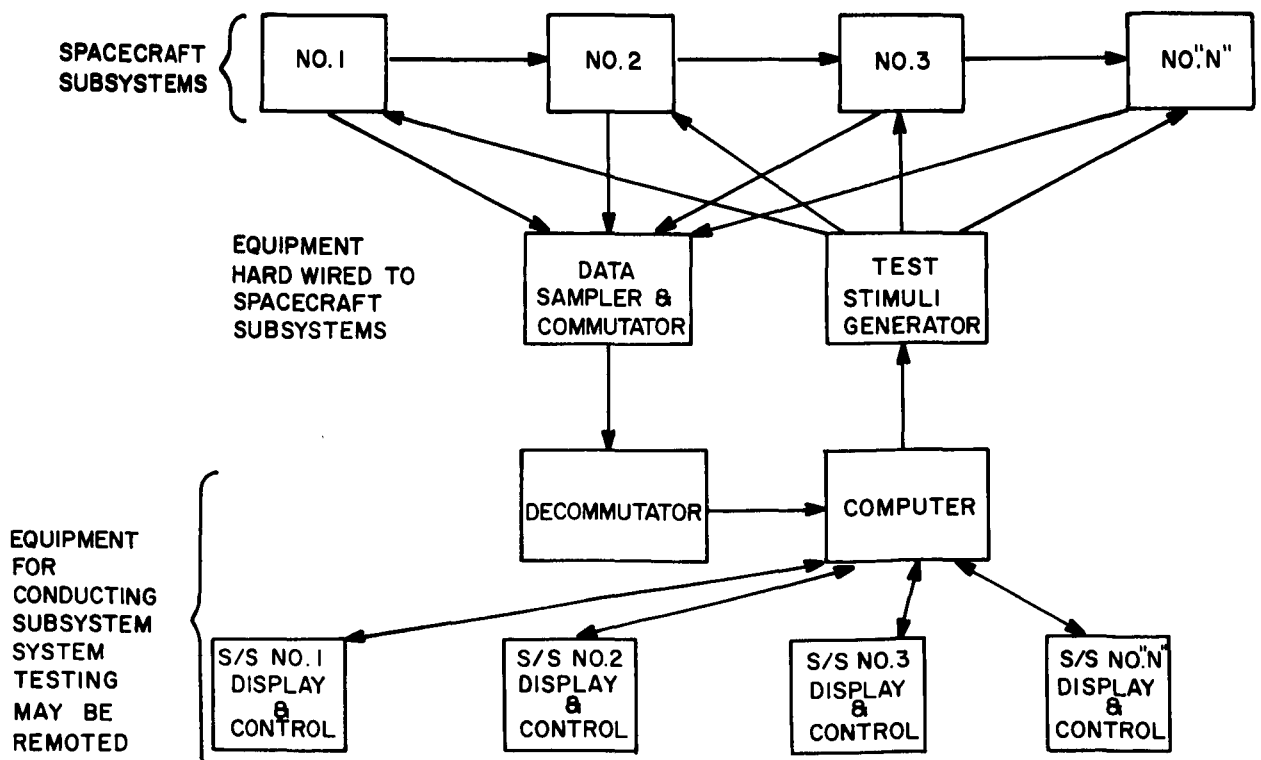 SPACECRAFT
SUBSYSTEMS
NO. 1
NO. 2
NO. 3
NO."N"
EQUIPMENT
HARD WIRED TO
SPACECRAFT
SUBSYSTEMS
DATA
SAMPLER &
COMMUTATOR
TEST
STIMULI
GENERATOR
DECOMMUTATOR
COMPUTER
EQUIPMENT
FOR
CONDUCTING
SUBSYSTEM
SYSTEM
TESTING
MAY BE
REMOTED
S/S NO. 1
DISPLAY
&
CONTROL
S/S NO.2
DISPLAY
&
CONTROL
S/S NO.3
DISPLAY
&
CONTROL
S/S NO."N"
DISPLAY
&
CONTROL